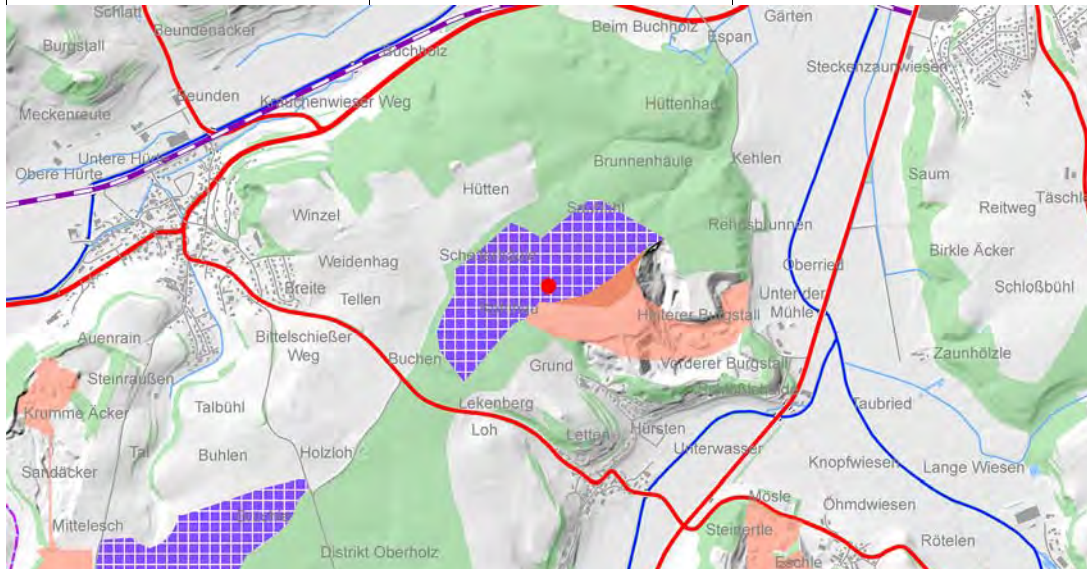 Schlatt
Beundenäcker
Burgstall
Buchholz
Beim Buchholz
Espan
Gärten
Steckenzaunwiesen
Beunden
Krauchenwieser Weg
Meckenreute
Hüttenhau
Untere Hürte
Obere Hürte
Brunnenhäule
Kehlen
Hütten
Saum
Reitweg
Winzel
Weidenhag
Breite
Tellen
Oberried
Birkle Äcker
Schloßbühl
Unter der
Mühle
Hinterer Burgstall
Auenrain
Bittelschießer
Weg
Buchen
Grund
Vorderer Burgstall
Zaunhölzle
Steinraußen
Krumme Äcker
Talbühl
Lekenberg
Loh
Taubried
Letten
Hürsten
Unterwasser
Tal
Buhlen
Holzloh
Sandäcker
Knopfwiesen
Lange Wiesen
Mittelesch
Mösle
Öhmdwiesen
Distrikt Oberholz
Steinertle
Rötelen
Eschle